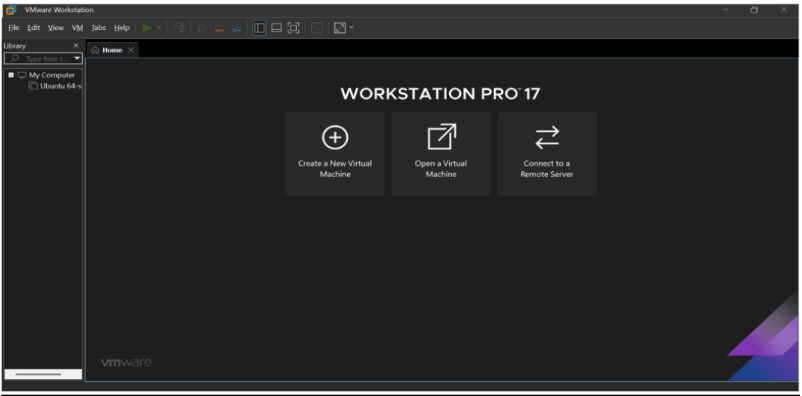 VMware Workstation
File Edit View VM Tabs Help
Library
Type here t...
My Computer
Ubuntu 64-s
Home
WORKSTATION PRO™ 17
Create a New Virtual
Machine
Open a Virtual
Machine
Connect to a
Remote Server
vmware®